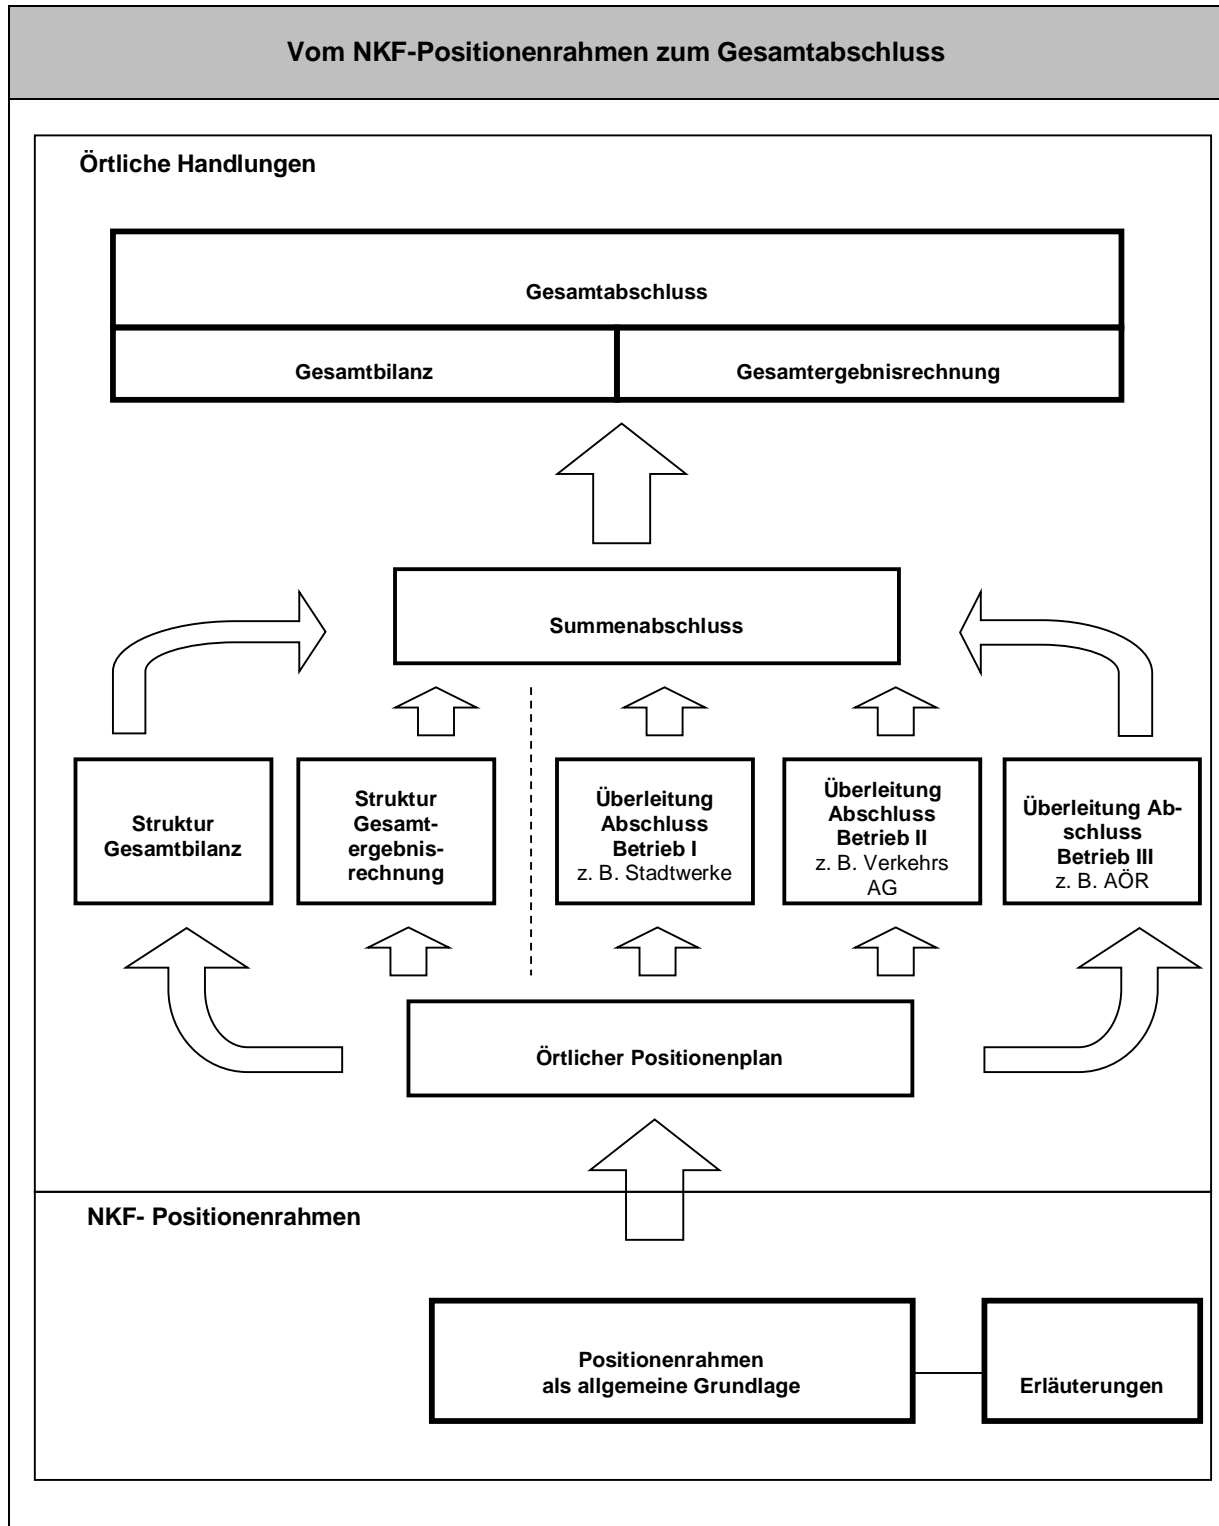 Vom NKF-Positionenrahmen zum Gesamtabschluss
Örtliche Handlungen
Gesamtabschluss
Gesamtbilanz
Gesamtergebnisrechnung
Summenabschluss
Struktur
Gesamtbilanz
Struktur
Gesamt-
ergebnis-
rechnung
Überleitung
Abschluss
Betrieb I
z. B. Stadtwerke
Überleitung
Abschluss
Betrieb II
z. B. Verkehrs
AG
Überleitung Ab-
schluss
Betrieb III
z. B. AÖR
Örtlicher Positionenplan
NKF- Positionenrahmen
Positionenrahmen
als allgemeine Grundlage
Erläuterungen